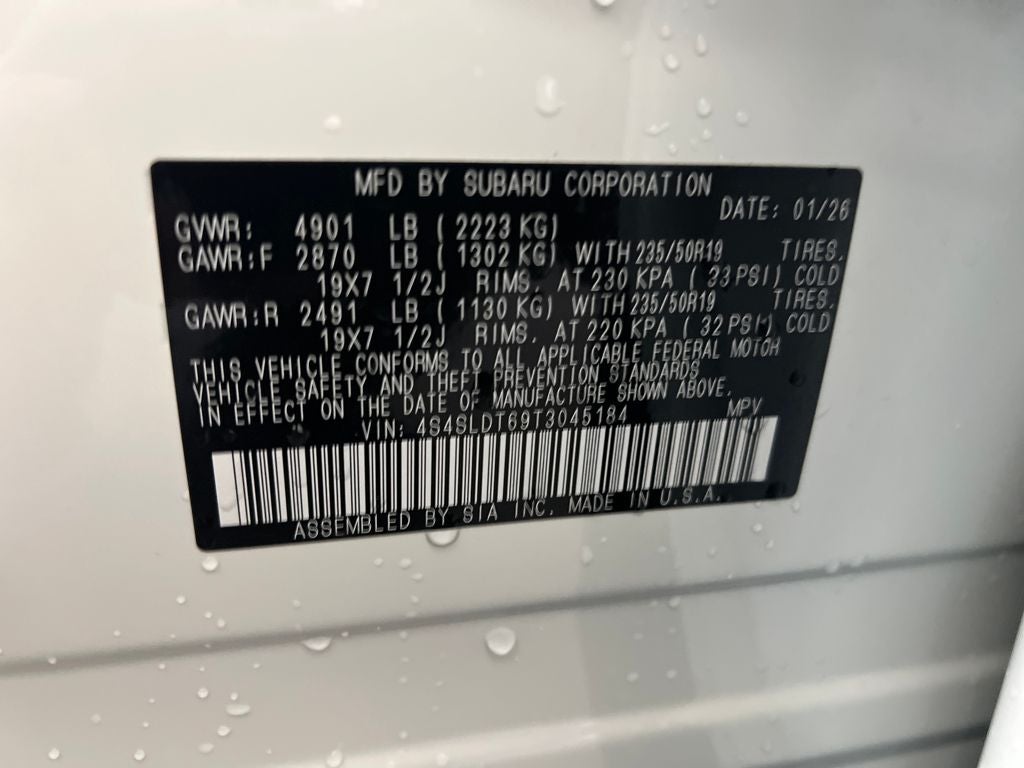 MFD BY SUBARU CORPORATION
DATE: 01/26
GVWR: 4901 LB ( 2223 KG)
GAWR:F 2870 LB ( 1302 KG) WITH 235/50R19 TIRES,
19X7 1/2J RIMS, AT 230 KPA ( 33 PSI) COLD
GAWR:R 2491 LB ( 1130 KG) WITH 235/50R19 TIRES,
19X7 1/2J RIMS, AT 220 KPA ( 32 PSI) COLD
THIS VEHICLE CONFORMS TO ALL APPLICABLE FEDERAL MOTOR
VEHICLE SAFETY AND THEFT PREVENTION STANDARDS
IN EFFECT ON THE DATE OF MANUFACTURE SHOWN ABOVE.
VIN: 4S4SLDT69T3045184 MPV
ASSEMBLED BY SIA INC. MADE IN U.S.A.